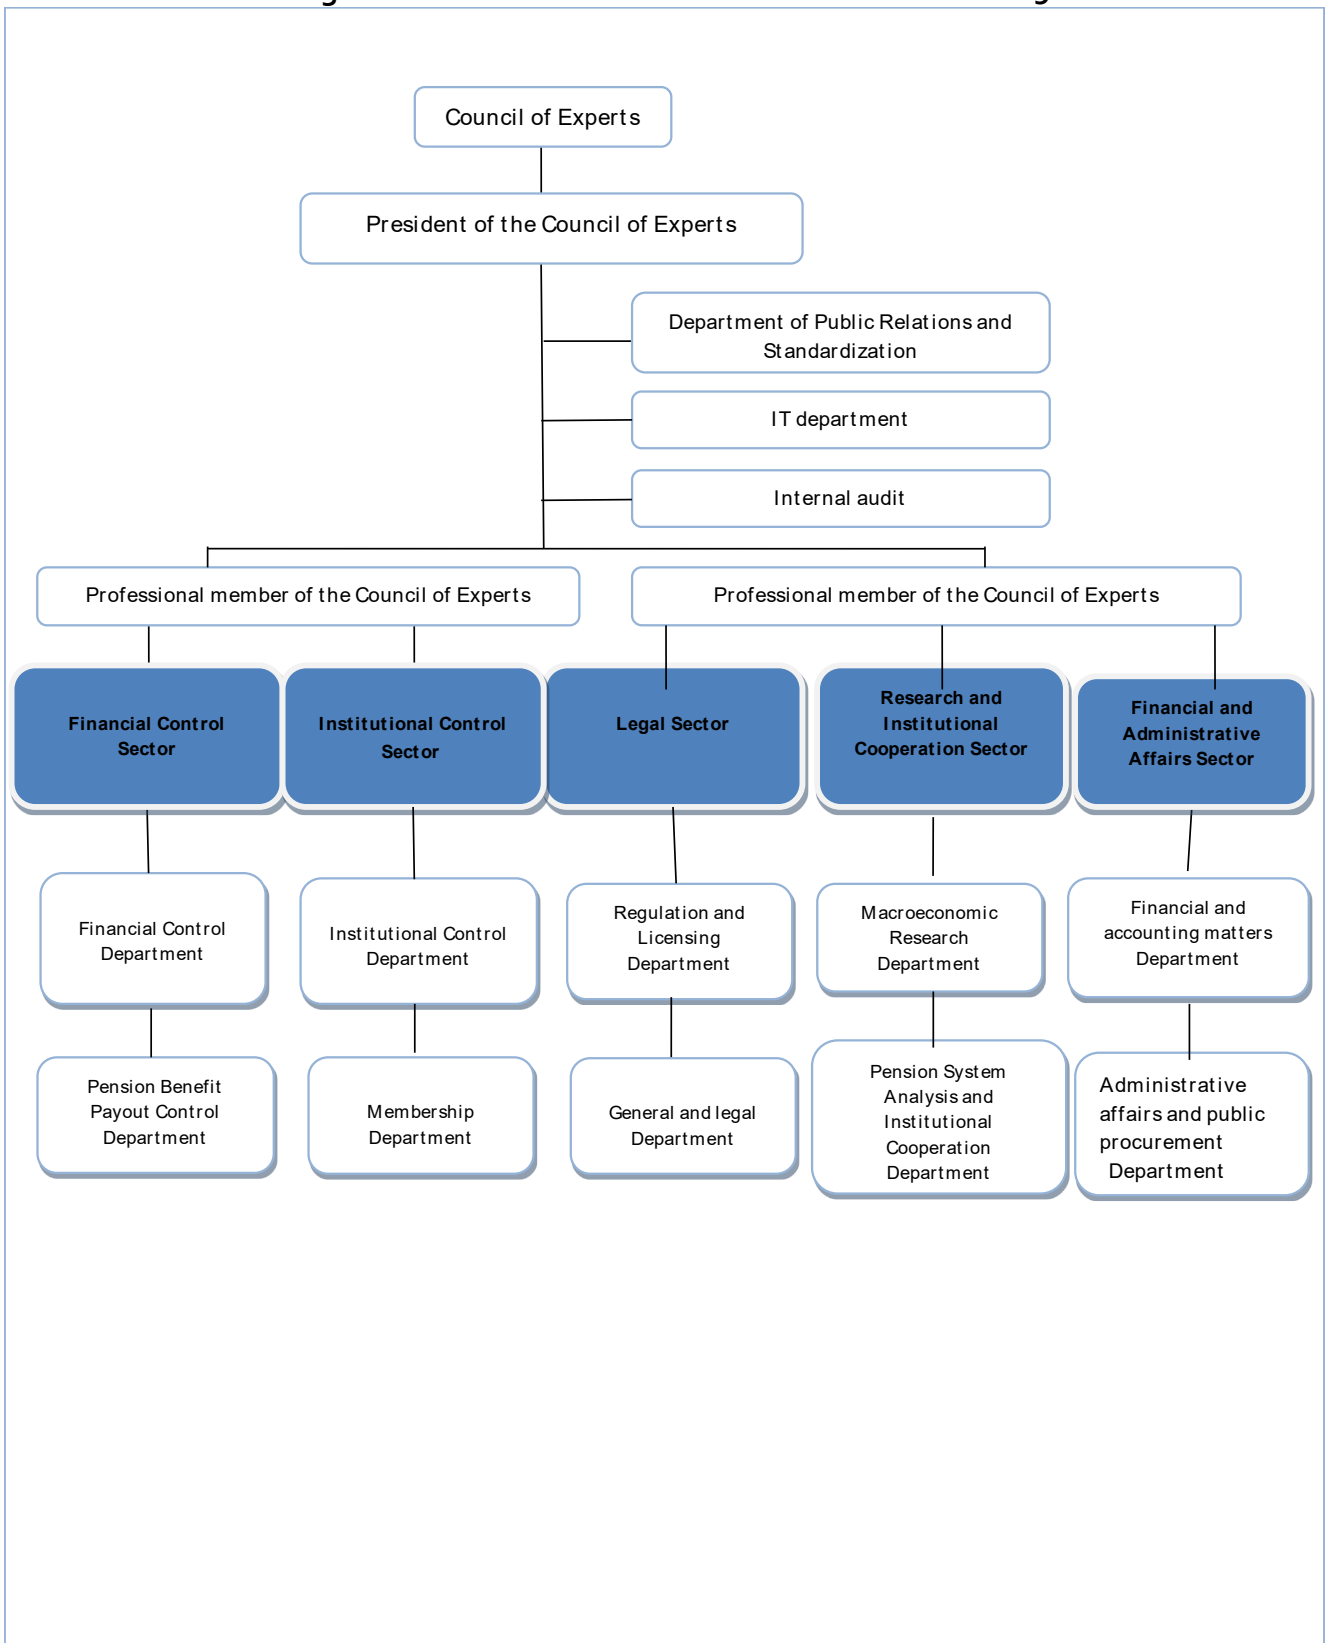 Council of Experts
President of the Council of Experts
Department of Public Relations and
Standardization
IT department
Internal audit
Professional member of the Council of Experts
Professional member of the Council of Experts
Financial Control
Sector
Institutional Control
Sector
Legal Sector
Research and
Institutional
Cooperation Sector
Financial and
Administrative
Affairs Sector
Financial Control
Department
Institutional Control
Department
Regulation and
Licensing
Department
Macroeconomic
Research
Department
Financial and
accounting matters
Department
Pension Benefit
Payout Control
Department
Membership
Department
General and legal
Department
Pension System
Analysis and
Institutional
Cooperation
Department
Administrative
affairs and public
procurement
Department